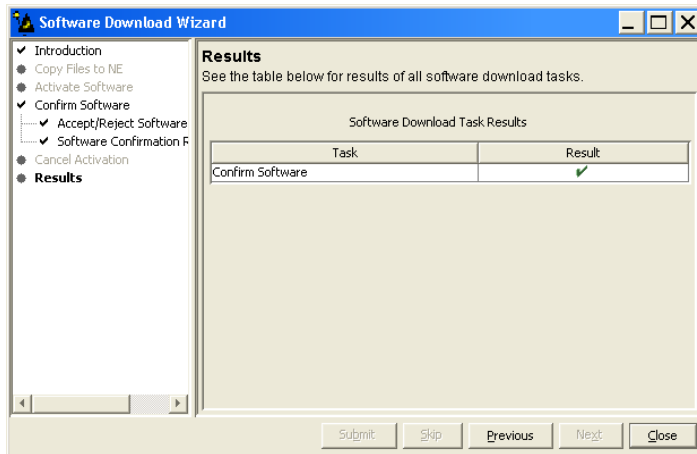 Software Download Wizard
Introduction
Copy Files to NE
Activate Software
Confirm Software
Accept/Reject Software
Software Confirmation R
Cancel Activation
Results
Results
See the table below for results of all software download tasks.
Software Download Task Results
Task Result
Confirm Software
Submit Skip Previous Next Close